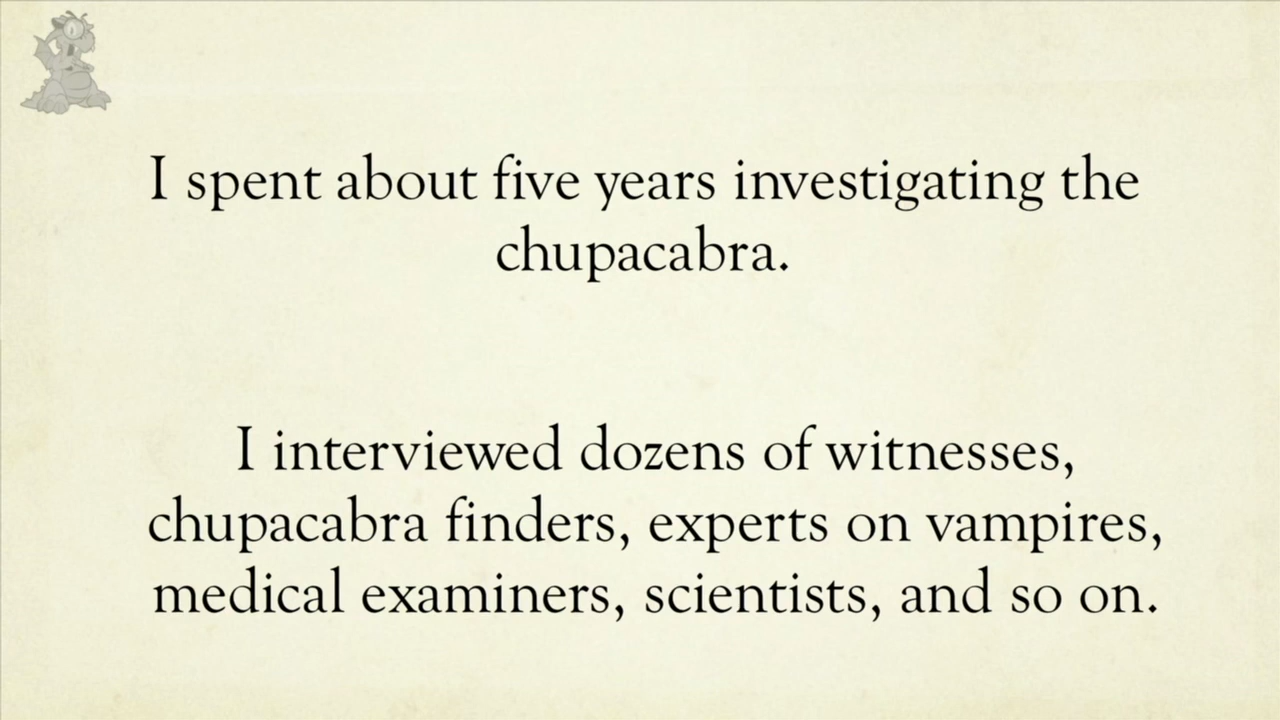 I spent about five years investigating the
chupacabra.
I interviewed dozens of witnesses,
chupacabra finders, experts on vampires,
medical examiners, scientists, and so on.